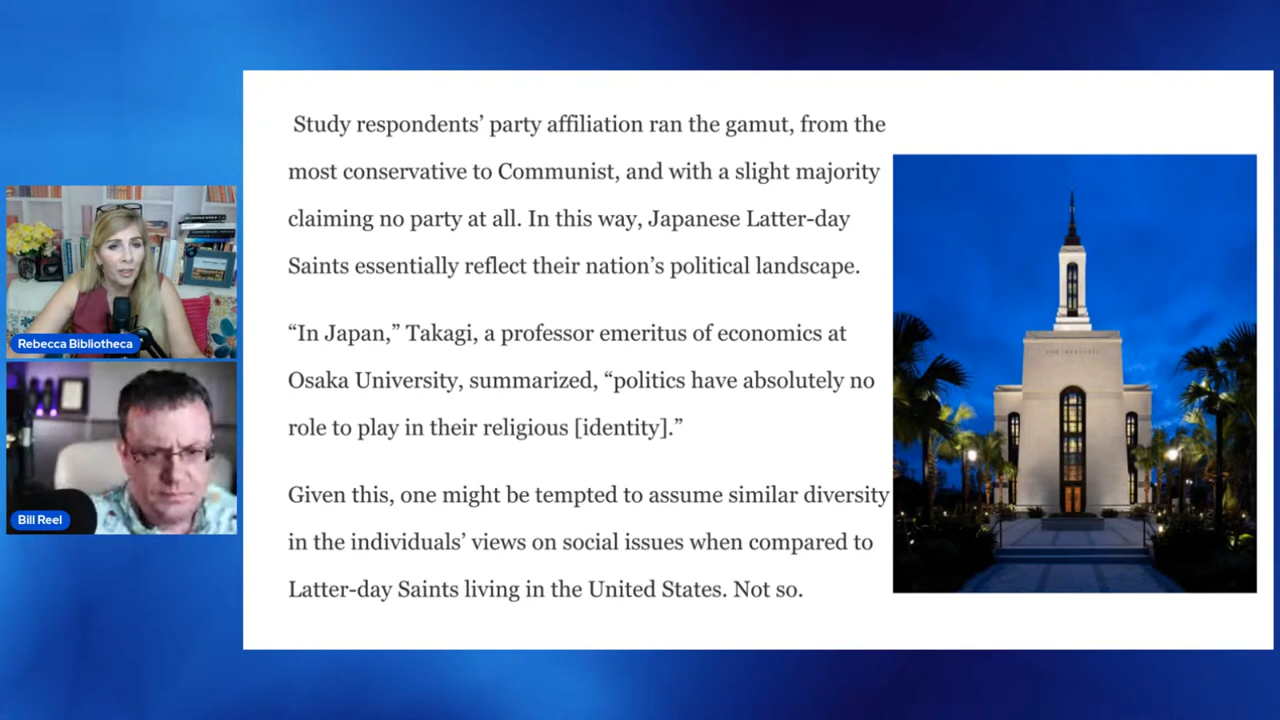 Study respondents’ party affiliation ran the gamut, from the
most conservative to Communist, and with a slight majority
claiming no party at all. In this way, Japanese Latter-day
Saints essentially reflect their nation’s political landscape.
“In Japan,” Takagi, a professor emeritus of economics at
Osaka University, summarized, “politics have absolutely no
role to play in their religious [identity].”
Given this, one might be tempted to assume similar diversity
in the individuals’ views on social issues when compared to
Latter-day Saints living in the United States. Not so.
Rebecca Bibliotheca
Bill Reel